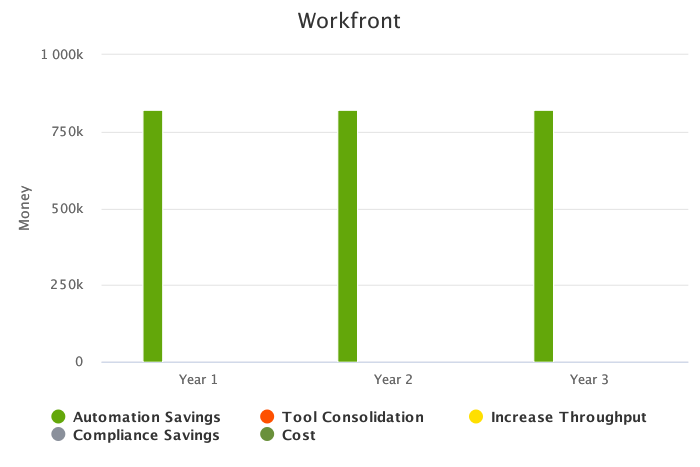 Workfront
1 000k
750k
500k
250k
0
Money
Year 1
Year 2
Year 3
Automation Savings
Tool Consolidation
Increase Throughput
Compliance Savings
Cost